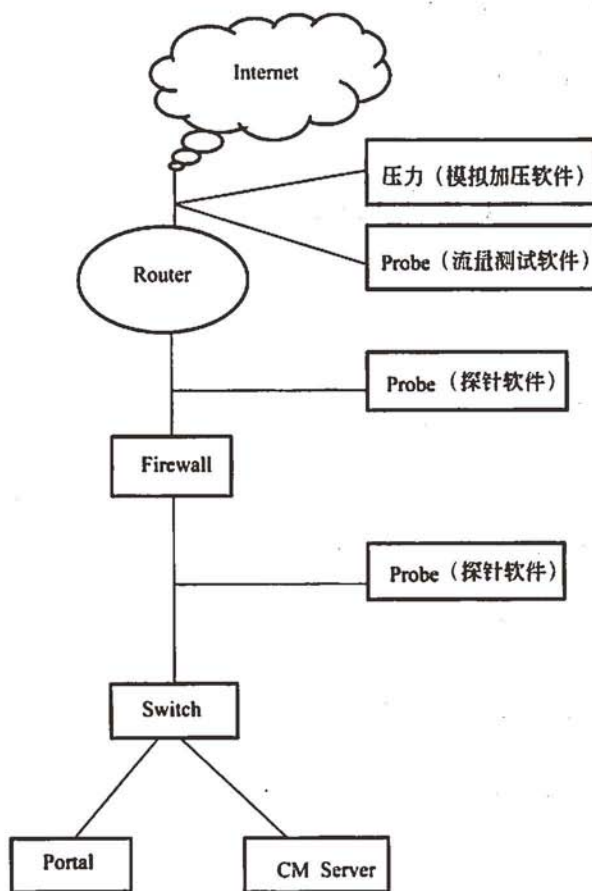 Internet
压力（模拟加压软件）
Probe（流量测试软件）
Router
Probe（探针软件）
Firewall
Probe（探针软件）
Switch
Portal
CM Server